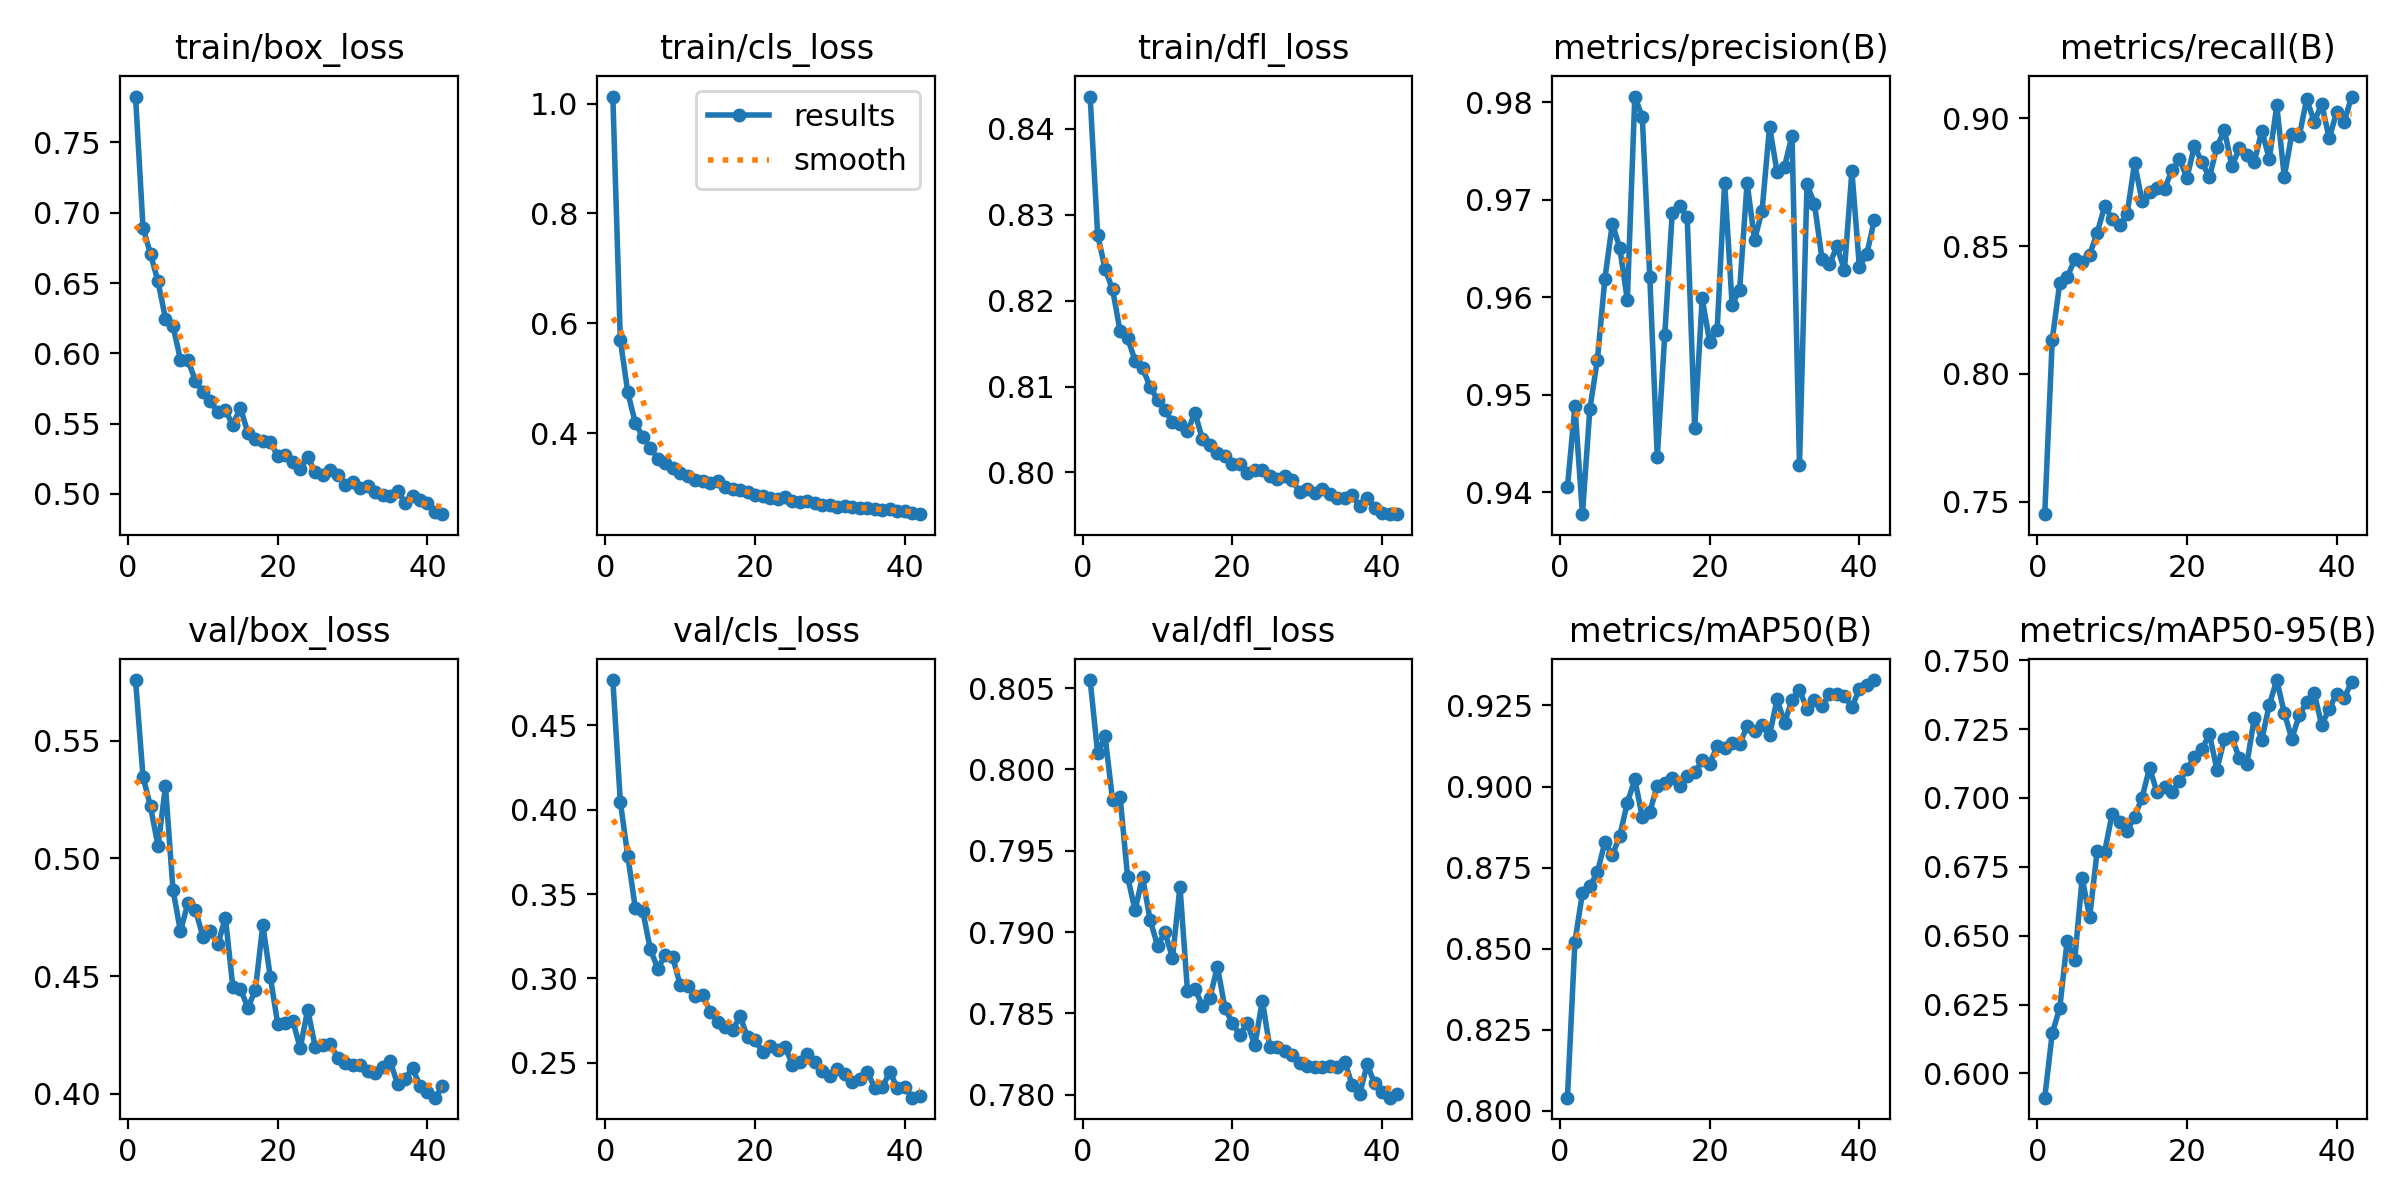 train/box_loss
0.75
0.70
0.65
0.60
0.55
0.50
0 20 40
train/cls_loss
results
smooth
1.0
0.8
0.6
0.4
0 20 40
train/dfl_loss
0.84
0.83
0.82
0.81
0.80
0 20 40
metrics/precision(B)
0.98
0.97
0.96
0.95
0.94
0 20 40
metrics/recall(B)
0.90
0.85
0.80
0.75
0 20 40
val/box_loss
0.55
0.50
0.45
0.40
0 20 40
val/cls_loss
0.45
0.40
0.35
0.30
0.25
0 20 40
val/dfl_loss
0.805
0.800
0.795
0.790
0.785
0.780
0 20 40
metrics/mAP50(B)
0.925
0.900
0.875
0.850
0.825
0.800
0 20 40
metrics/mAP50-95(B)
0.750
0.725
0.700
0.675
0.650
0.625
0.600
0 20 40